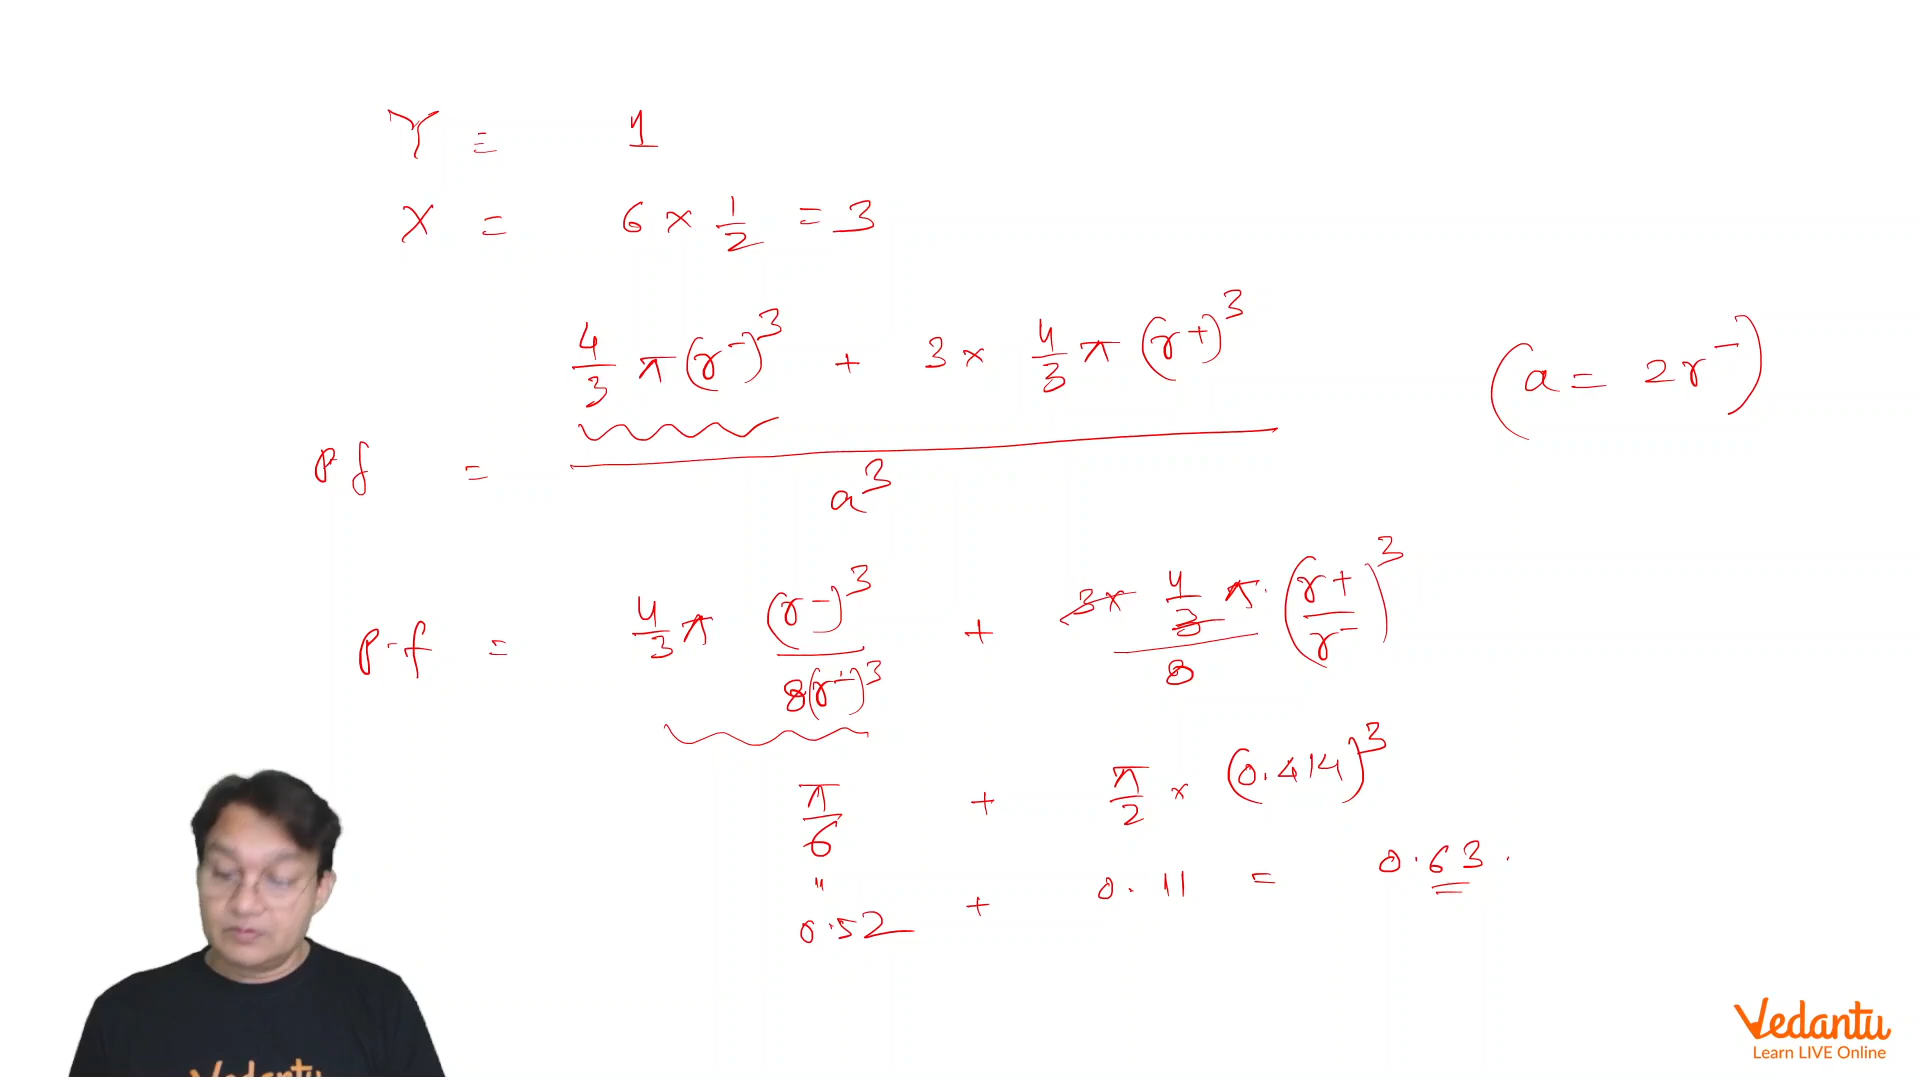 Y = 1
X = 6 × 1/2 = 3
4/3 π (r⁻)³ + 3 × 4/3 π (r+)³
(a = 2r⁻)
Pf =
a³
P.f = 4/3 π (r⁻)³/8(r⁻)³ + 3× 4/3 π/8 . (r+/r⁻)³
π/6 + π/2 × (0.414)³
"
0.52 + 0.11 = 0.63 .
Vedantu
Vedantu
Learn LIVE Online